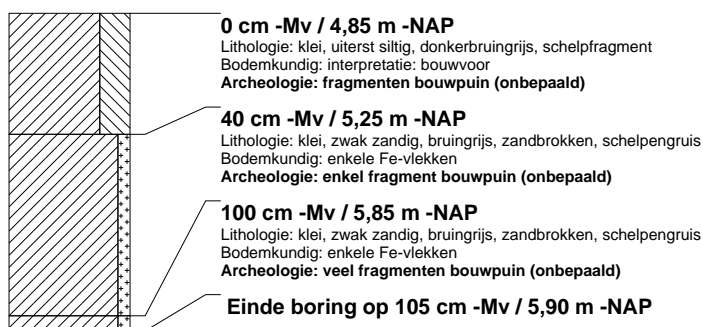 0 cm -Mv / 4,85 m -NAP
Lithologie: klei, uiterst siltig, donkerbruingrijs, schelpfragment
Bodemkundig: interpretatie: bouwvoor
Archeologie: fragmenten bouwpuin (onbepaald)
40 cm -Mv / 5,25 m -NAP
Lithologie: klei, zwak zandig, bruingrijs, zandbrokken, schelpengruis
Bodemkundig: enkele Fe-vlekken
Archeologie: enkel fragment bouwpuin (onbepaald)
100 cm -Mv / 5,85 m -NAP
Lithologie: klei, zwak zandig, bruingrijs, zandbrokken, schelpengruis
Bodemkundig: enkele Fe-vlekken
Archeologie: veel fragmenten bouwpuin (onbepaald)
Einde boring op 105 cm -Mv / 5,90 m -NAP